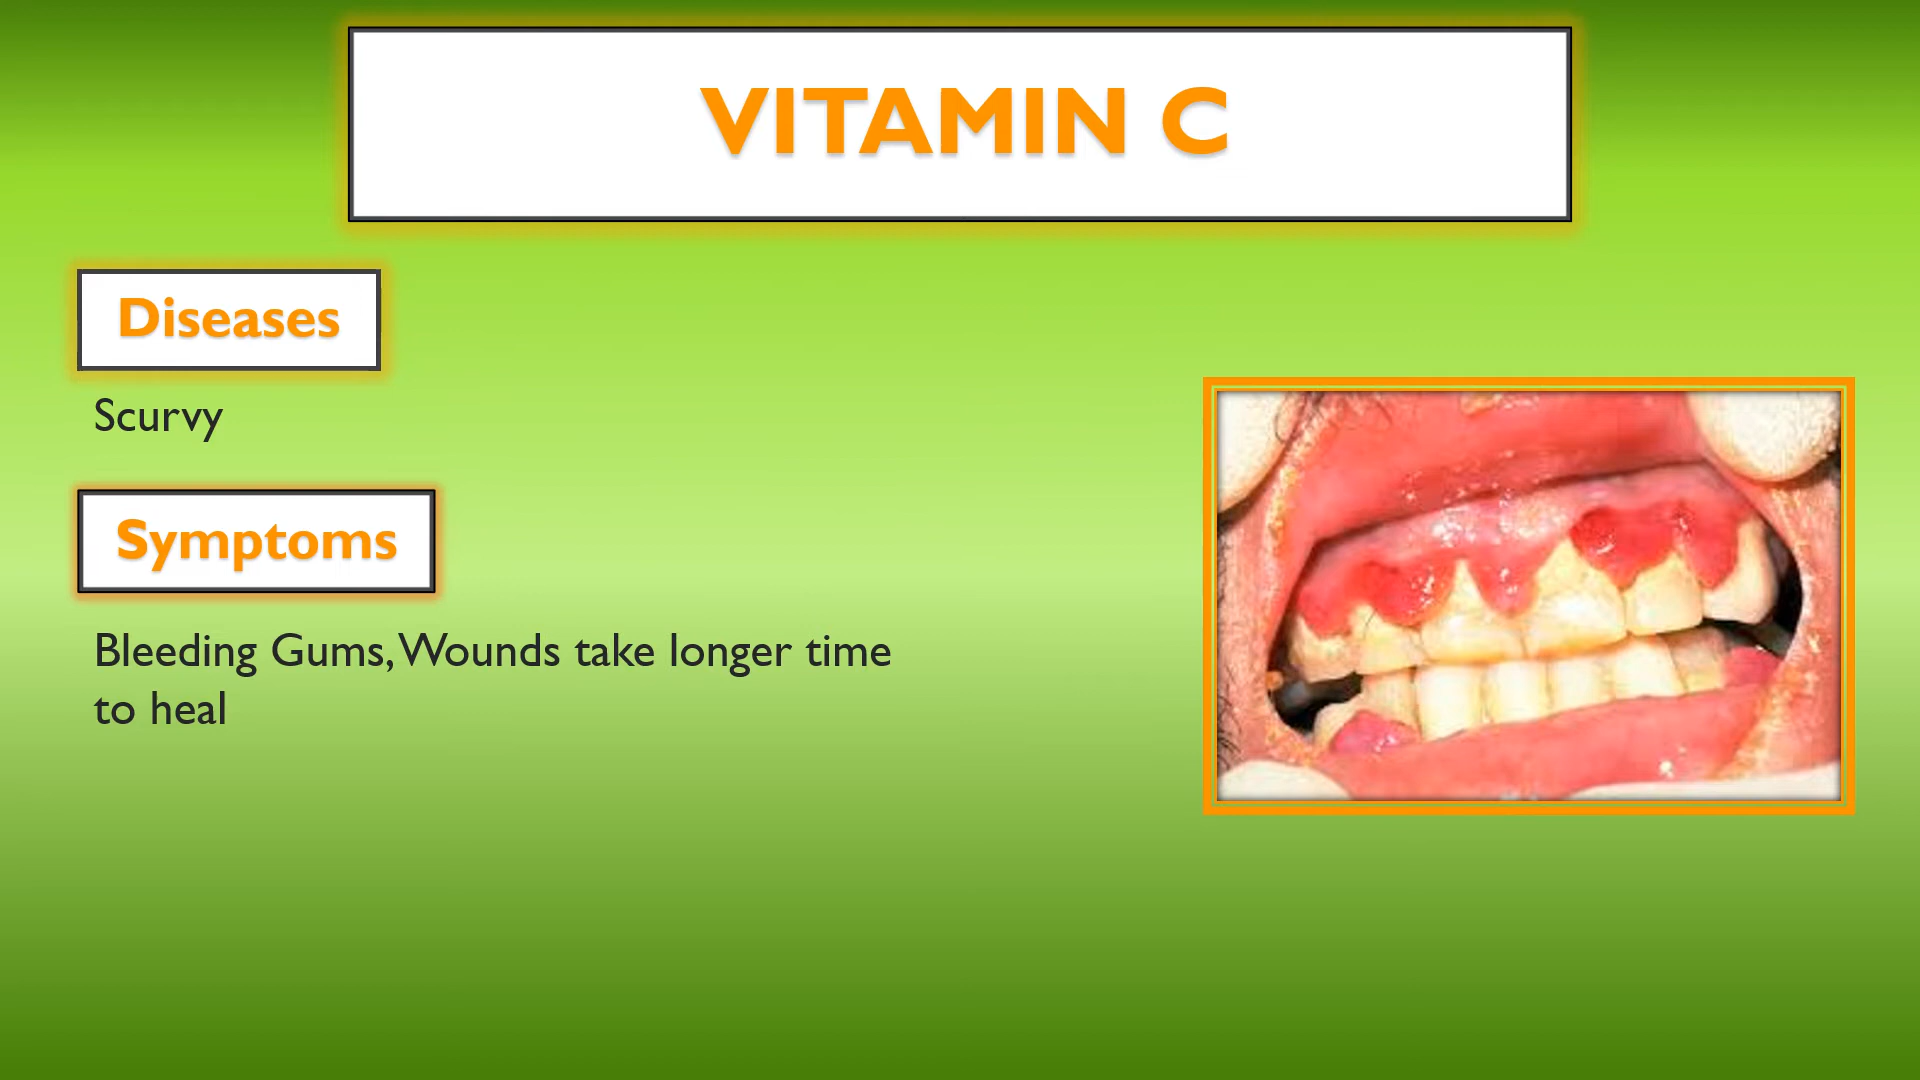 VITAMIN C
Diseases
Scurvy
Symptoms
Bleeding Gums, Wounds take longer time
to heal